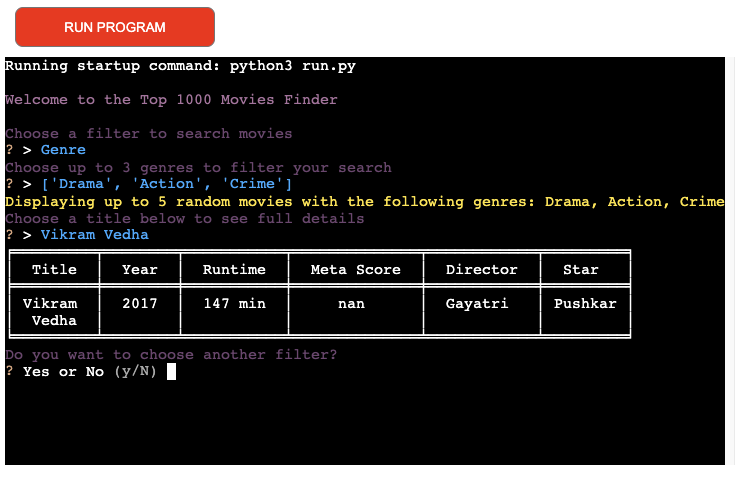 RUN PROGRAM
Running startup command: python3 run.py
Welcome to the Top 1000 Movies Finder
Choose a filter to search movies
? > Genre
Choose up to 3 genres to filter your search
? > ['Drama', 'Action', 'Crime']
Displaying up to 5 random movies with the following genres: Drama, Action, Crime
Choose a title below to see full details
? > Vikram Vedha
Title Year Runtime Meta Score Director Star
Vikram 2017 147 min nan Gayatri Pushkar
Vedha
Do you want to choose another filter?
? Yes or No (y/N)